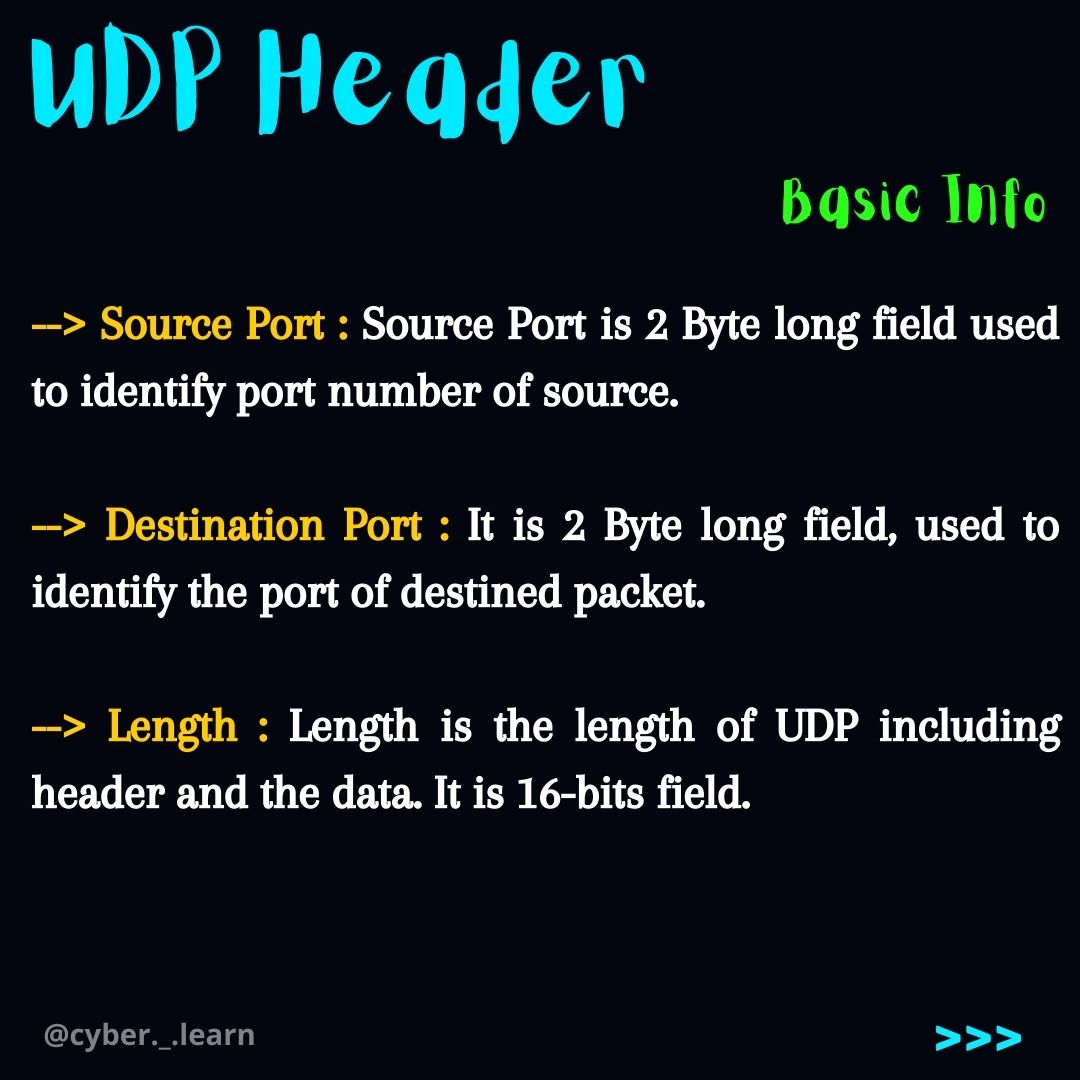 UDP Header
Basic Info
--> Source Port : Source Port is 2 Byte long field used
to identify port number of source.
--> Destination Port : It is 2 Byte long field, used to
identify the port of destined packet.
--> Length : Length is the length of UDP including
header and the data. It is 16-bits field.
@cyber._.learn
>>>